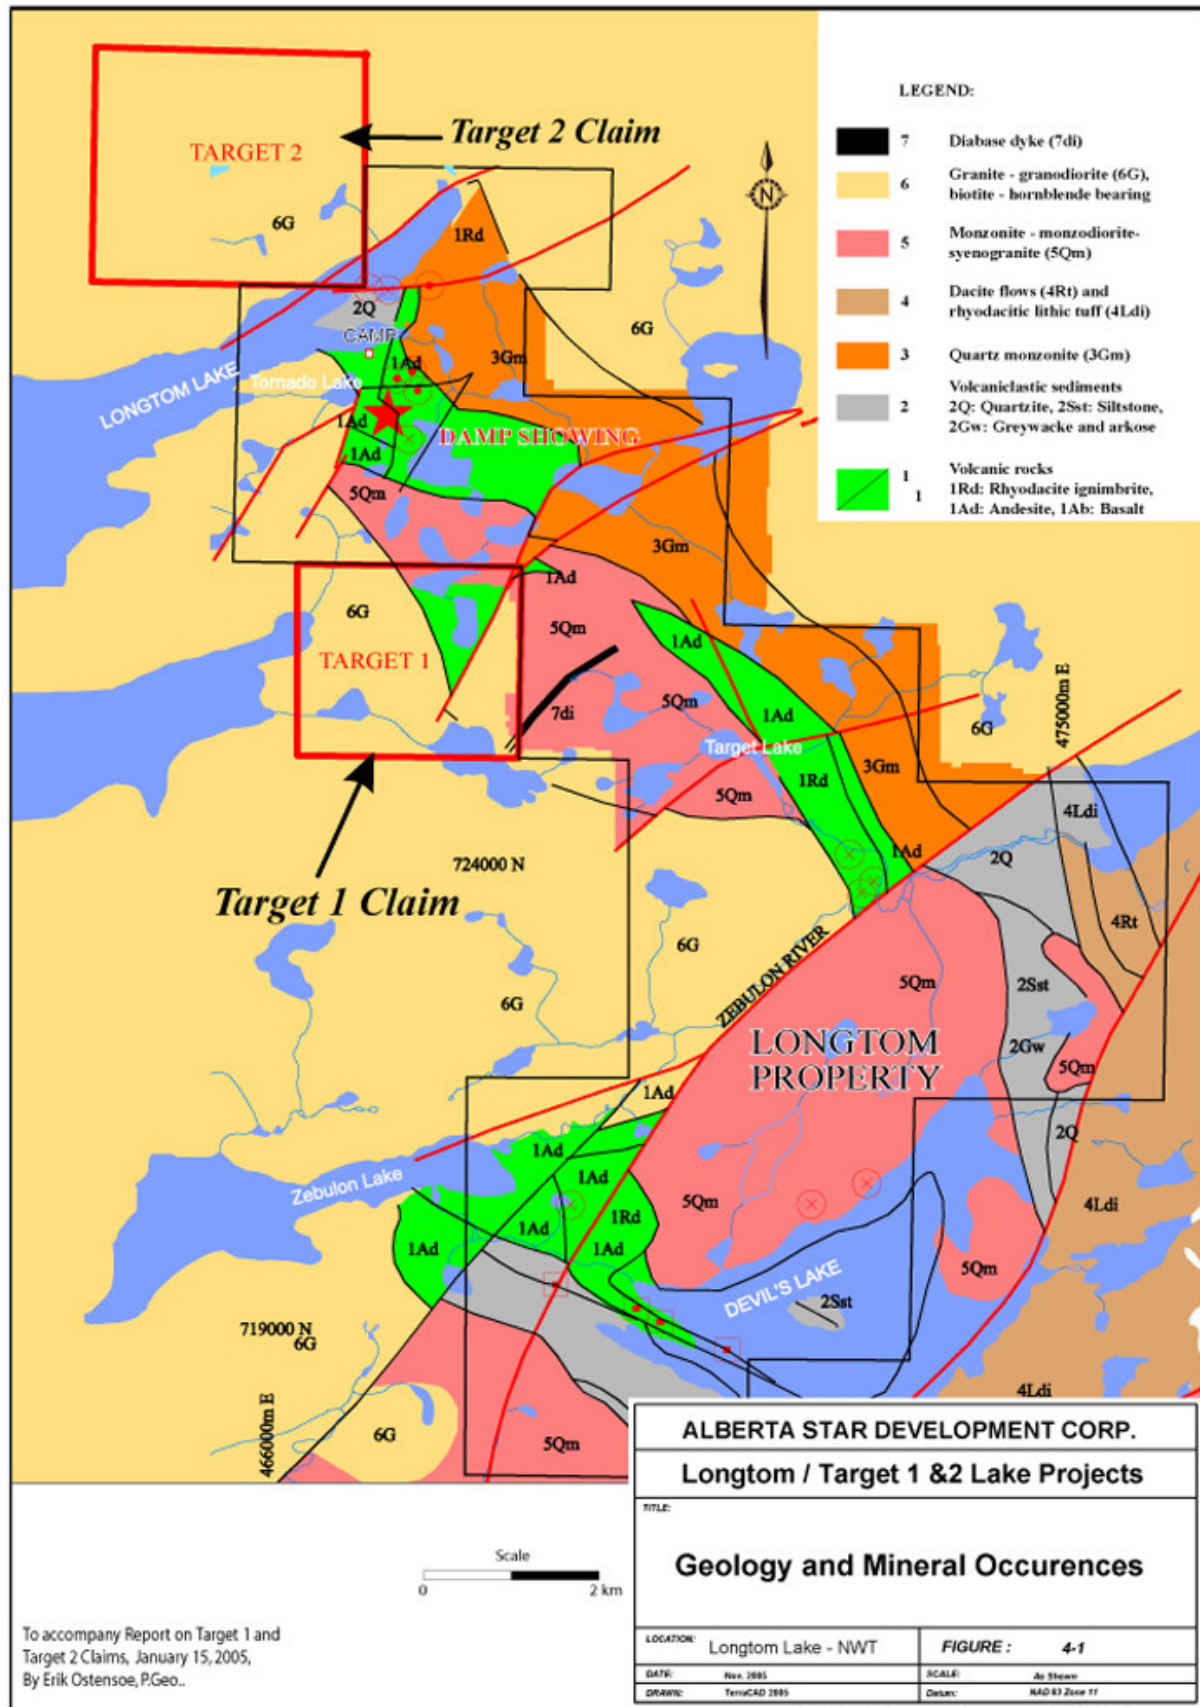 LEGEND:
7 Diabase dyke (7di)
6 Granite - granodiorite (6G),
biotite - hornblende bearing
5 Monzonite - monzodiorite-
syenogranite (5Qm)
4 Dacite flows (4Rt) and
rhyodacitic lithic tuff (4Ldi)
3 Quartz monzonite (3Gm)
2 Volcaniclastic sediments
2Q: Quartzite, 2Sst: Siltstone,
2Gw: Greywacke and arkose
1 Volcanic rocks
1 1Rd: Rhyodacite ignimbrite,
1Ad: Andesite, 1Ab: Basalt
Target 2 Claim
TARGET 2
N
6G
1Rd
2Q
CAMP
6G
3Gm
1Ad
LONGTOM LAKE
Tornado Lake
1Ad
DAMP SHOWING
1Ad
5Qm
3Gm
1Ad
6G
5Qm
TARGET 1
1Ad
5Qm
7di
1Ad
475000m E
6G
Target Lake
3Gm
1Rd
5Qm
4Ldi
1Ad
2Q
724000 N
Target 1 Claim
4Rt
6G
ZEBULON RIVER
5Qm
2Sst
6G
LONGTOM
PROPERTY
2Gw
5Qm
1Ad
2Q
1Ad
1Ad
Zebulon Lake
5Qm
1Ad
1Rd
4Ldi
1Ad
1Ad
5Qm
DEVIL'S LAKE
2Sst
719000 N
6G
4Ldi
466000m E
6G
5Qm
ALBERTA STAR DEVELOPMENT CORP.
Longtom / Target 1 &2 Lake Projects
TITLE:
Geology and Mineral Occurences
LOCATION: Longtom Lake - NWT
FIGURE : 4-1
DATE: Nov. 2005
SCALE: As Shown
DRAWN: TerraCAD 2005
Datum: NAD 83 Zone 11
Scale
0 2 km
To accompany Report on Target 1 and
Target 2 Claims, January 15, 2005,
By Erik Ostensoe, P.Geo..